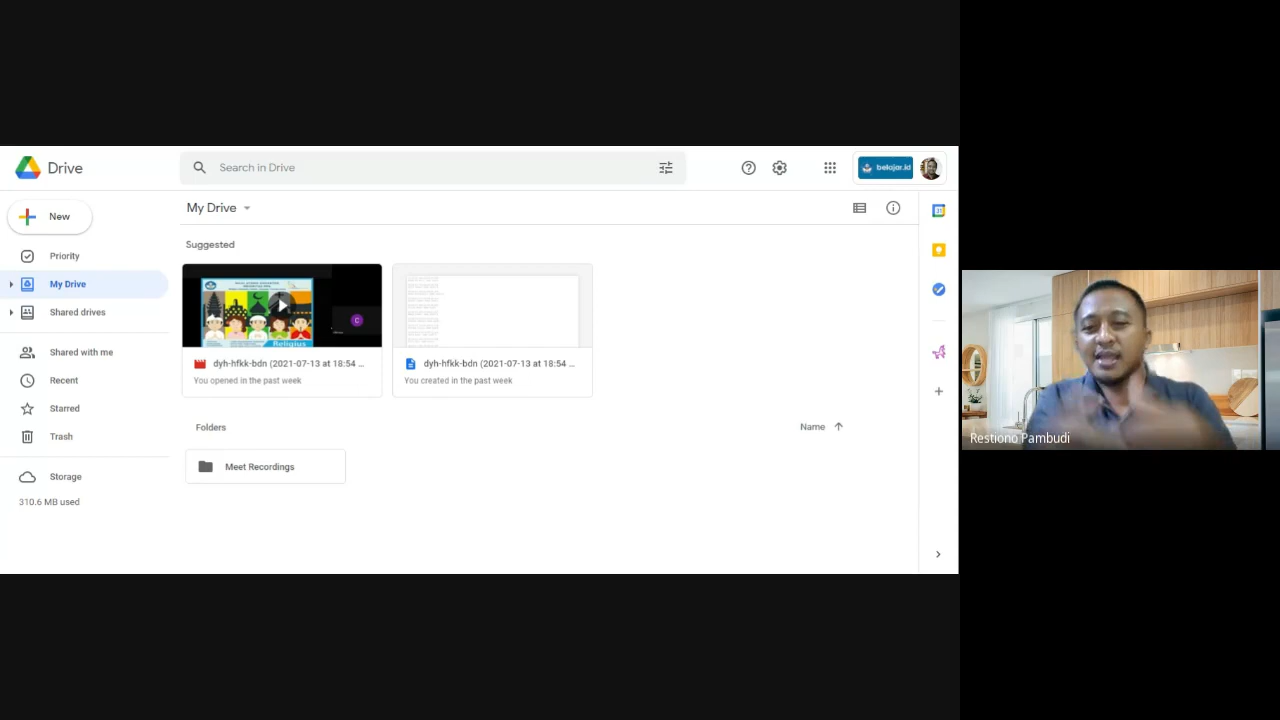 Drive
Search in Drive
belajar.id
New
My Drive
Priority
My Drive
Shared drives
Shared with me
Recent
Starred
Trash
Storage
310.6 MB used
Suggested
Religius
C
dyh-hfkk-bdn (2021-07-13 at 18:54 ...
You opened in the past week
dyh-hfkk-bdn (2021-07-13 at 18:54 ...
You created in the past week
Folders
Name
Meet Recordings
31
Restiono Pambudi